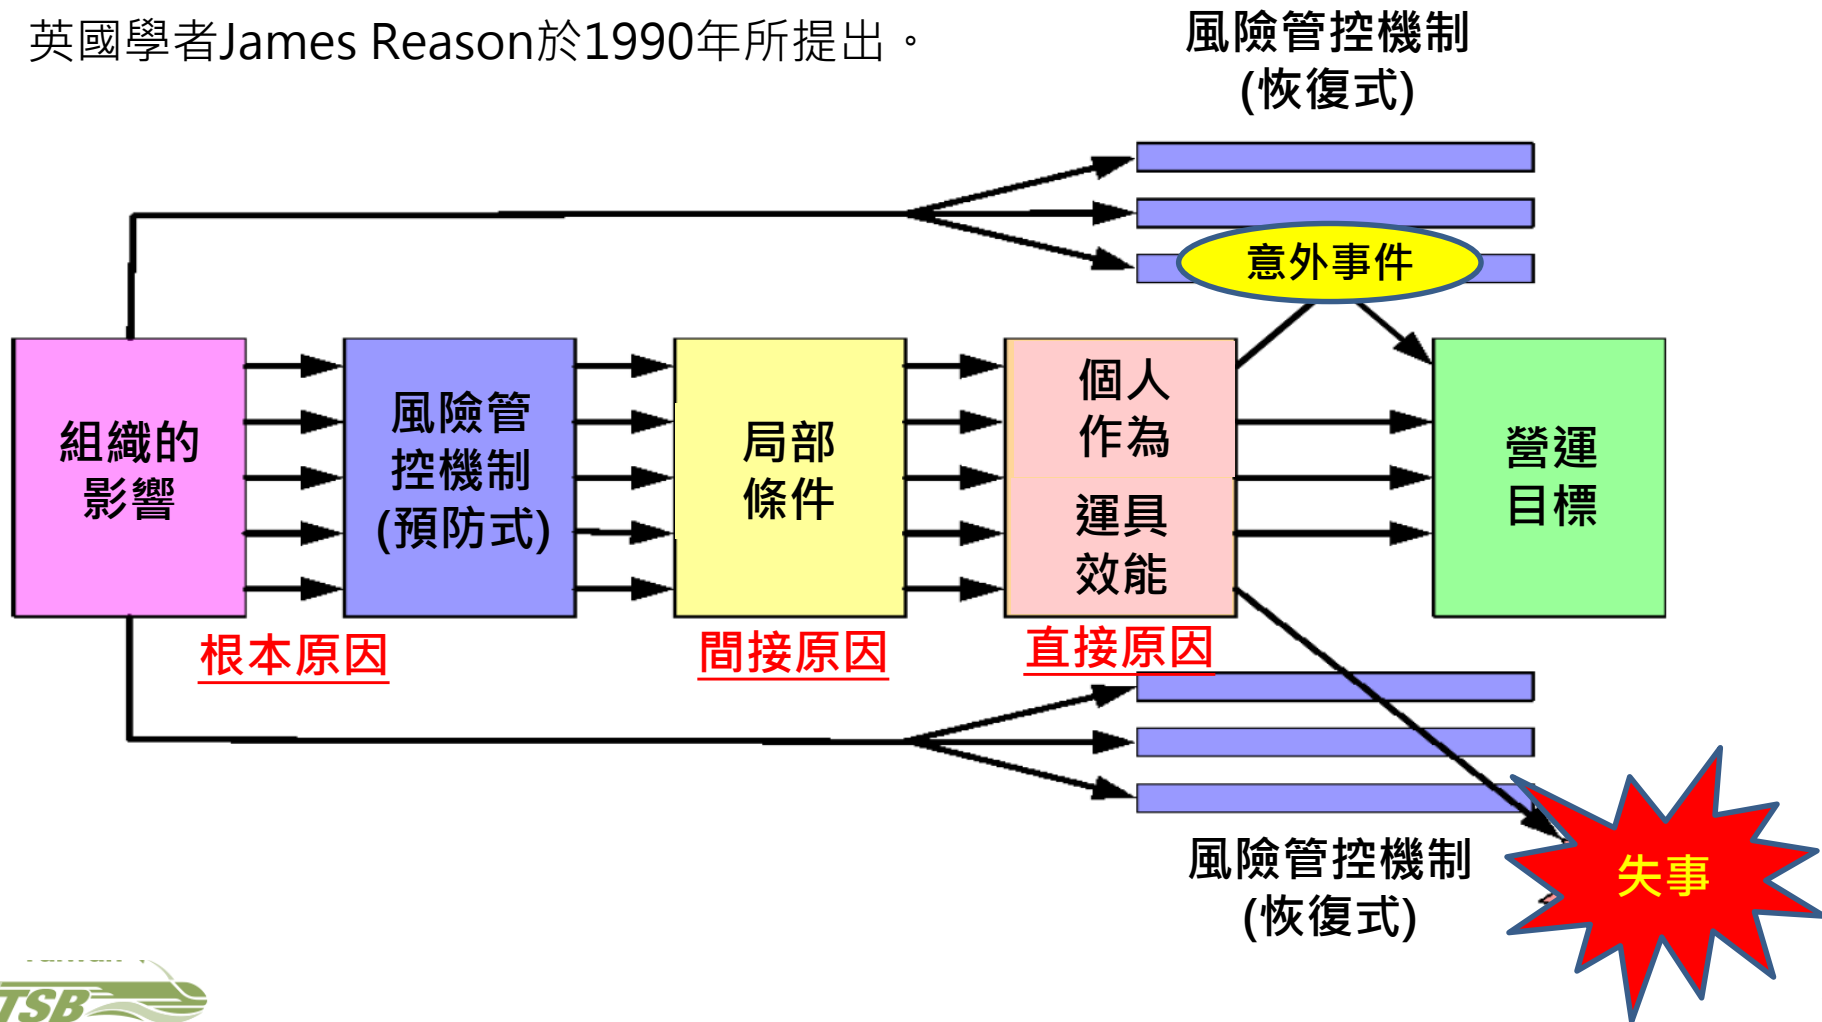 英國學者James Reason於1990年所提出。
風險管控機制
(恢復式)
意外事件
組織的
影響
風險管
控機制
(預防式)
局部
條件
個人
作為
運具
效能
營運
目標
根本原因
間接原因
直接原因
風險管控機制
(恢復式)
失事
TSB